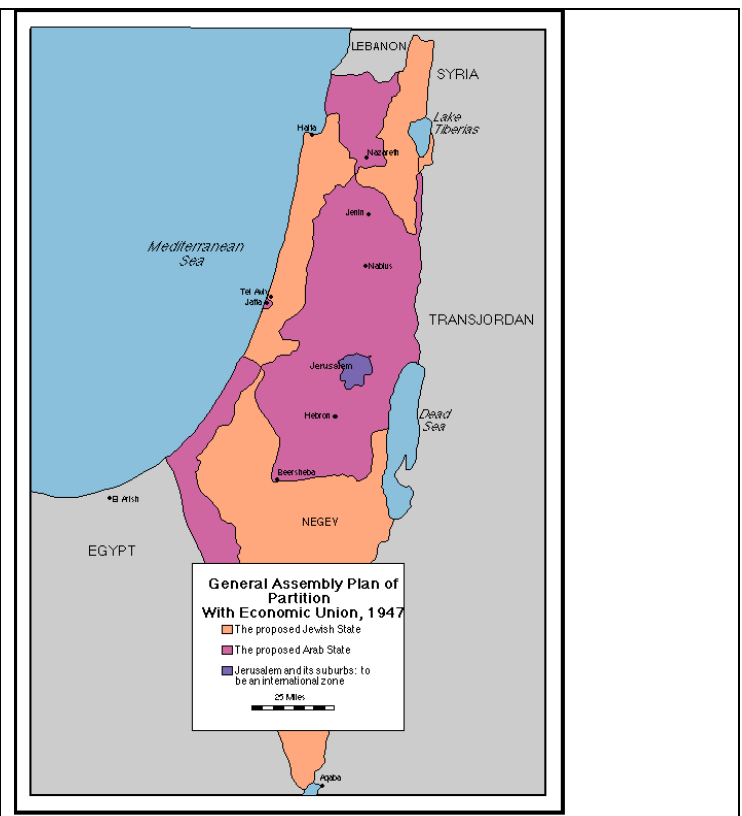 LEBANON
SYRIA
Lake
Tiberias
Haifa
Nazareth
Jenin
Mediterranean
Sea
Nablus
Tel Aviv
Jaffa
TRANSJORDAN
Jerusalem
Hebron
Dead
Sea
Beersheba
El Arish
NEGEV
EGYPT
General Assembly Plan of
Partition
With Economic Union, 1947
The proposed Jewish State
The proposed Arab State
Jerusalem and its suburbs: to
be an international zone
25 Miles
Aqaba